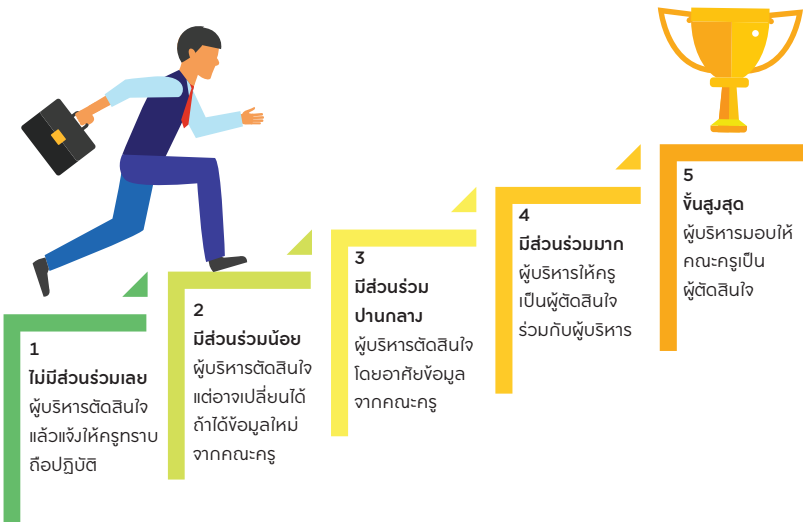 1
ไม่มีส่วนร่วมเลย
ผู้บริหารตัดสินใจ
แล้วแจ้งให้ครูทราบ
ถือปฏิบัติ
2
มีส่วนร่วมน้อย
ผู้บริหารตัดสินใจ
แต่อาจเปลี่ยนได้
ถ้าได้ข้อมูลใหม่
จากคณะครู
3
มีส่วนร่วม
ปานกลาง
ผู้บริหารตัดสินใจ
โดยอาศัยข้อมูล
จากคณะครู
4
มีส่วนร่วมมาก
ผู้บริหารให้ครู
เป็นผู้ตัดสินใจ
ร่วมกับผู้บริหาร
5
ขั้นสูงสุด
ผู้บริหารมอบให้
คณะครูเป็น
ผู้ตัดสินใจ